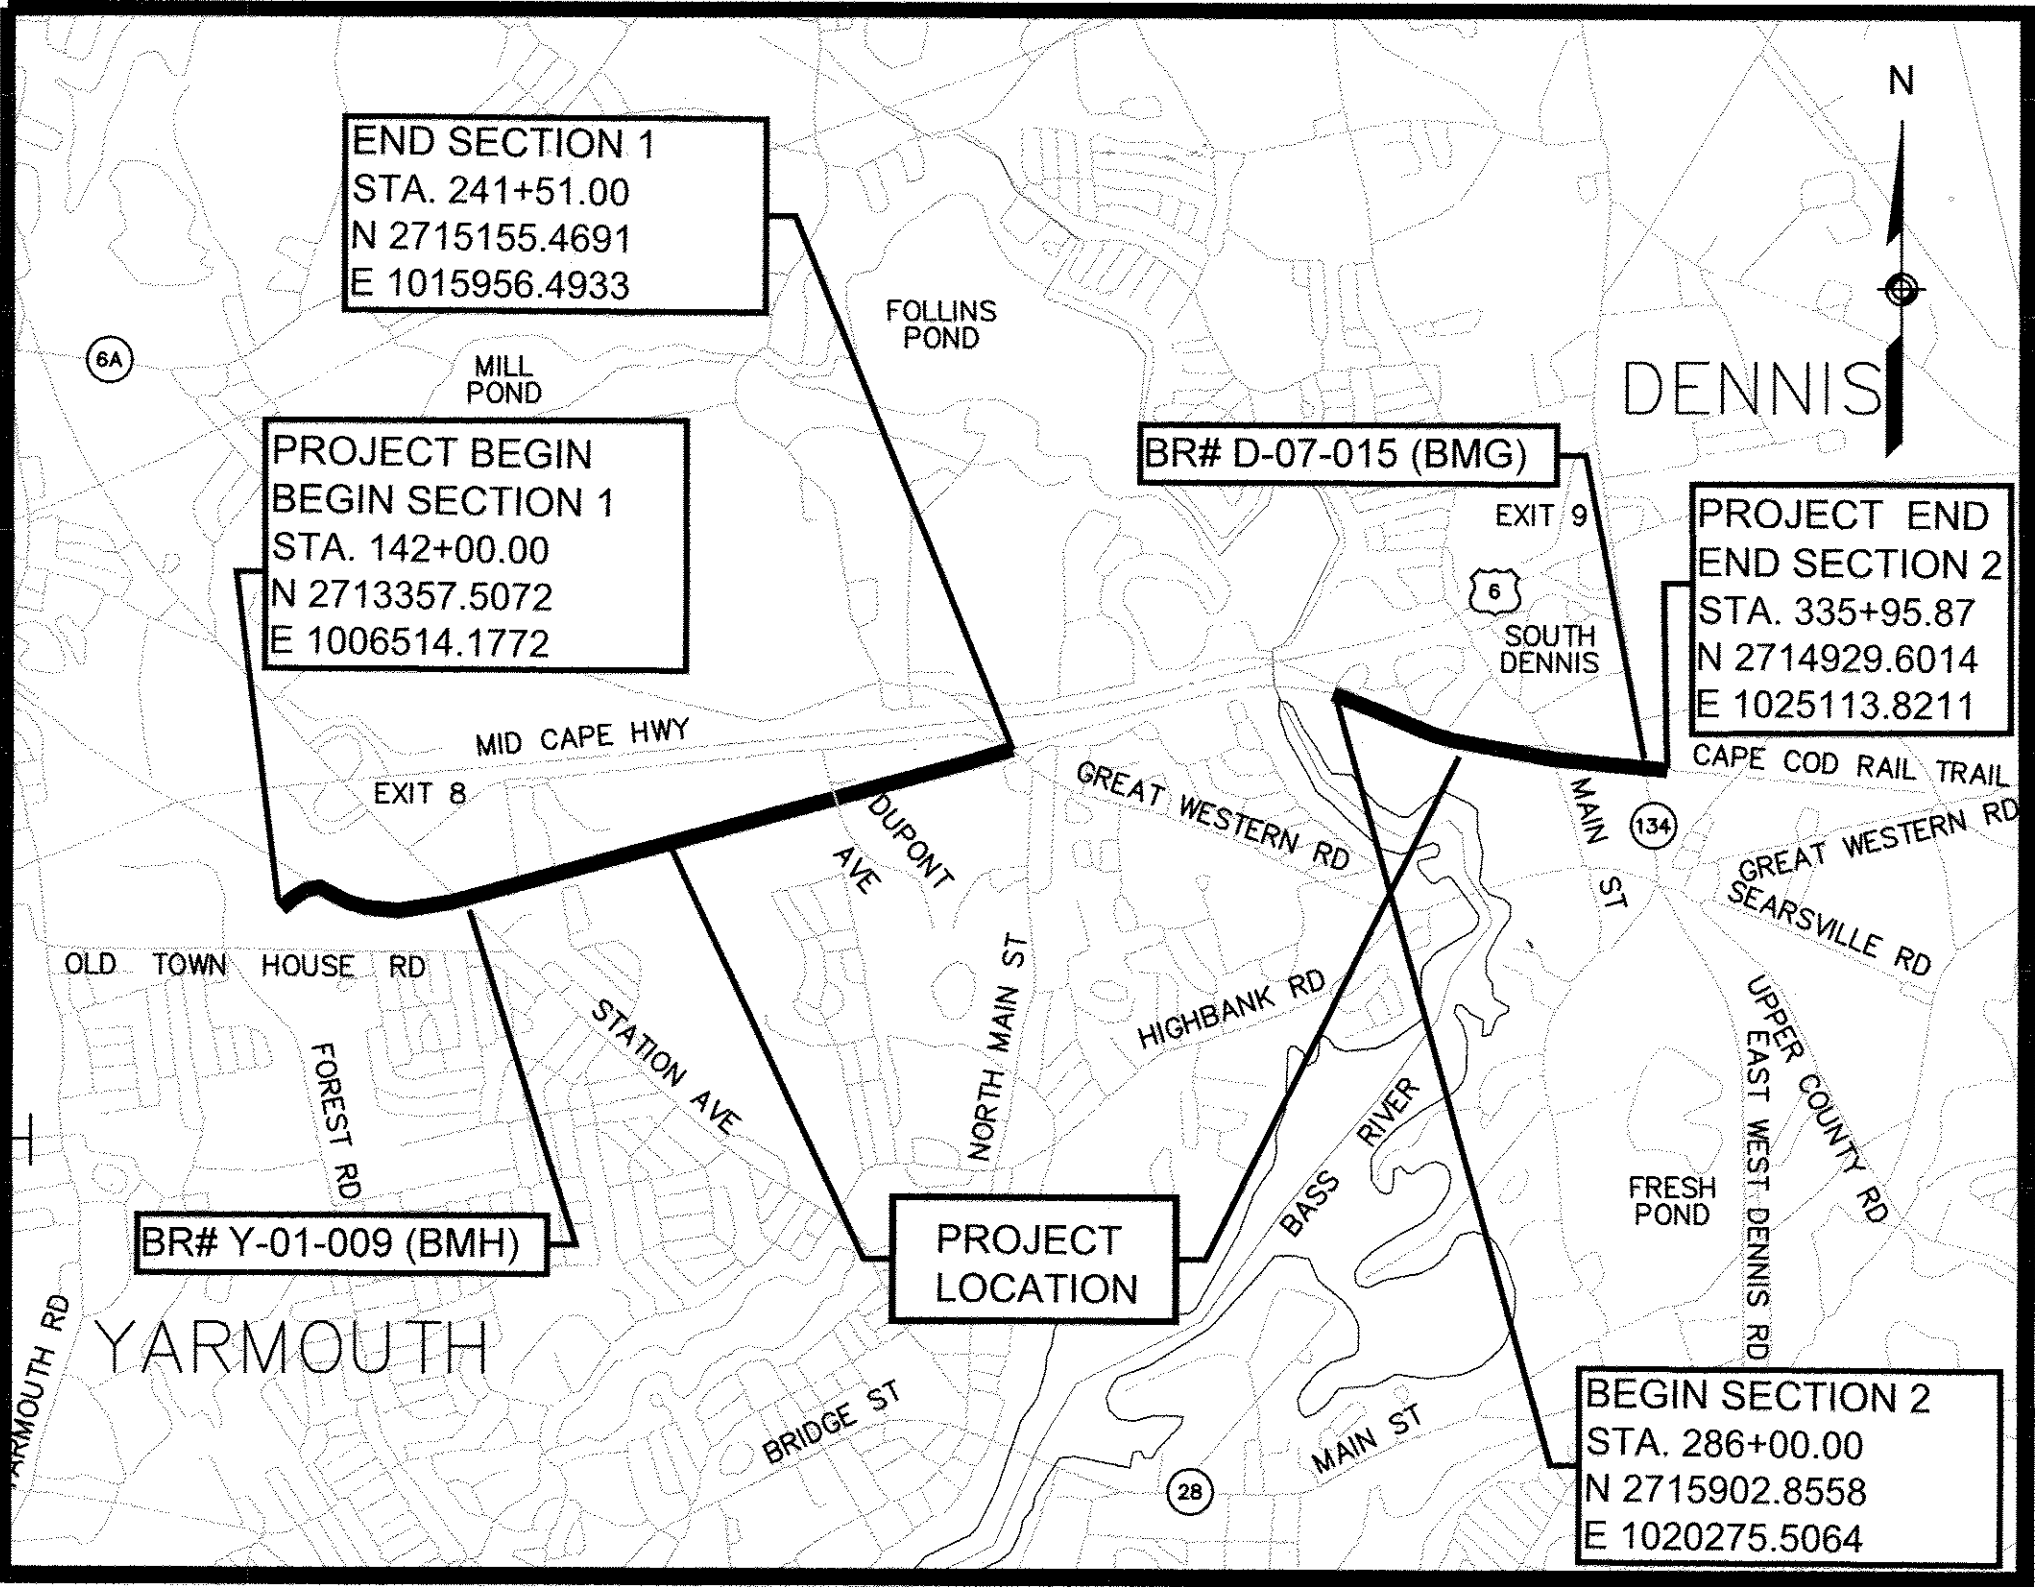 N
END SECTION 1
STA. 241+51.00
N 2715155.4691
E 1015956.4933
FOLLINS
POND
6A
MILL
POND
DENNIS
PROJECT BEGIN
BEGIN SECTION 1
STA. 142+00.00
N 2713357.5072
E 1006514.1772
BR# D-07-015 (BMG)
EXIT 9
6
SOUTH
DENNIS
PROJECT END
END SECTION 2
STA. 335+95.87
N 2714929.6014
E 1025113.8211
MID CAPE HWY
EXIT 8
CAPE COD RAIL TRAIL
GREAT WESTERN RD
DUPONT
AVE
MAIN ST
134
GREAT WESTERN RD
SEARSVILLE RD
OLD TOWN HOUSE RD
STATION AVE
NORTH MAIN ST
HIGHBANK RD
FOREST RD
BASS RIVER
UPPER COUNTY RD
EAST WEST DENNIS RD
FRESH
POND
BR# Y-01-009 (BMH)
PROJECT
LOCATION
YARMOUTH
YARMOUTH RD
BRIDGE ST
MAIN ST
28
BEGIN SECTION 2
STA. 286+00.00
N 2715902.8558
E 1020275.5064